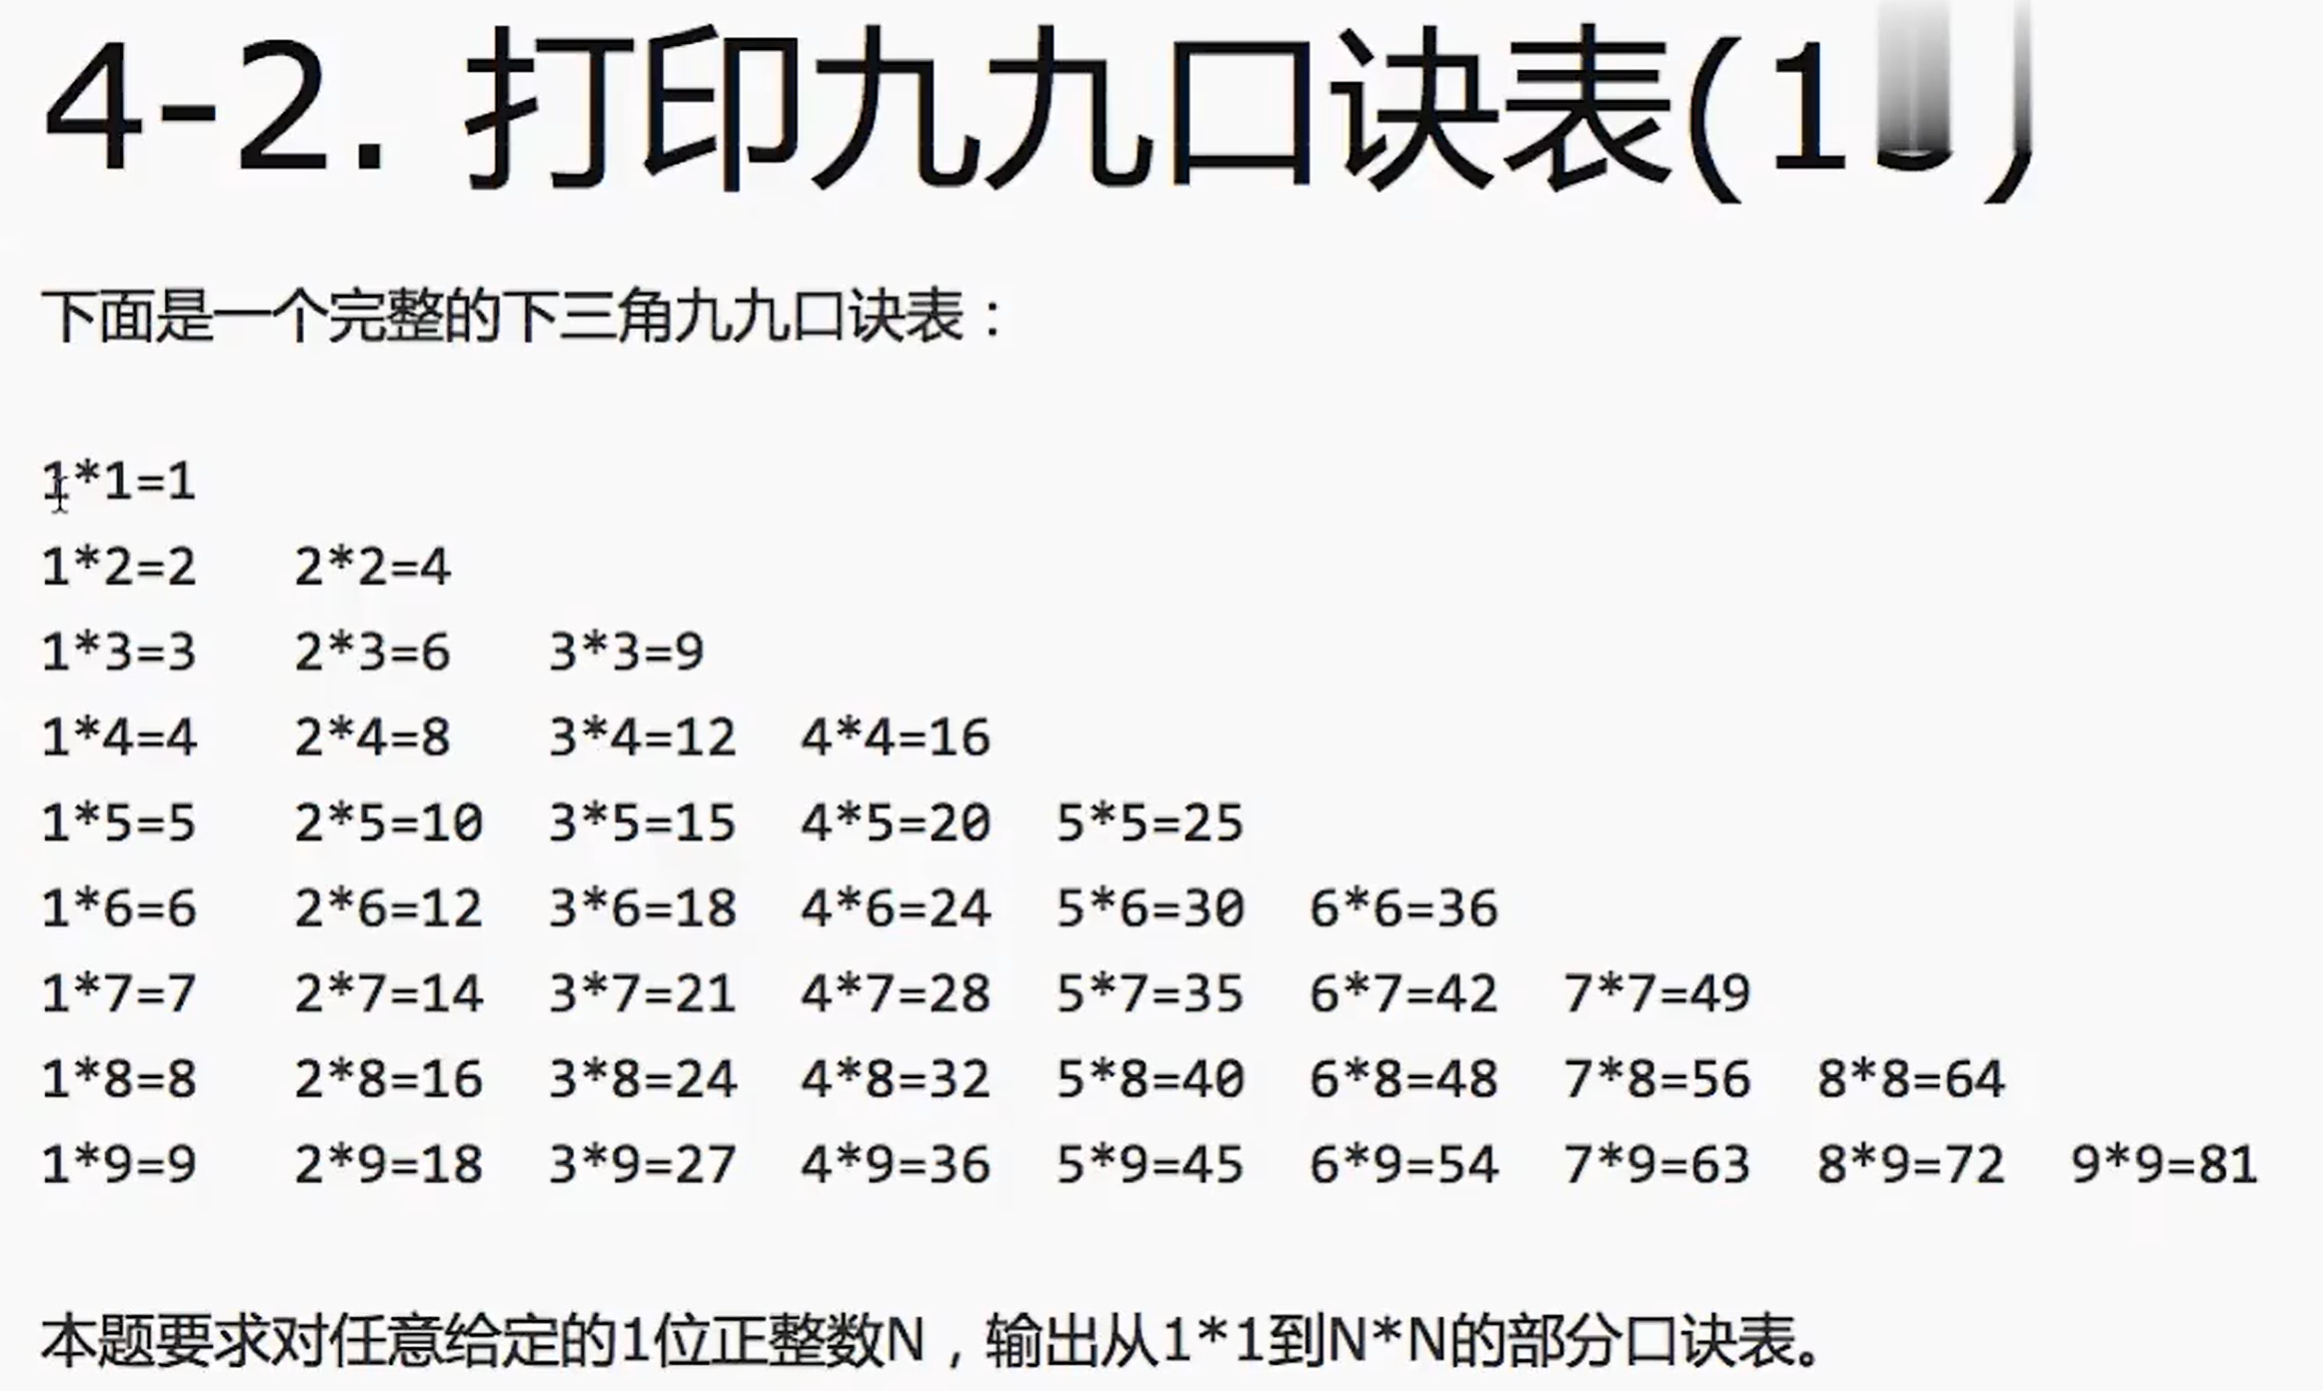 4-2. 打印九九口诀表(1
下面是一个完整的下三角九九口诀表：
1*1=1
1*2=2 2*2=4
1*3=3 2*3=6 3*3=9
1*4=4 2*4=8 3*4=12 4*4=16
1*5=5 2*5=10 3*5=15 4*5=20 5*5=25
1*6=6 2*6=12 3*6=18 4*6=24 5*6=30 6*6=36
1*7=7 2*7=14 3*7=21 4*7=28 5*7=35 6*7=42 7*7=49
1*8=8 2*8=16 3*8=24 4*8=32 5*8=40 6*8=48 7*8=56 8*8=64
1*9=9 2*9=18 3*9=27 4*9=36 5*9=45 6*9=54 7*9=63 8*9=72 9*9=81
本题要求对任意给定的1位正整数N，输出从1*1到N*N的部分口诀表。